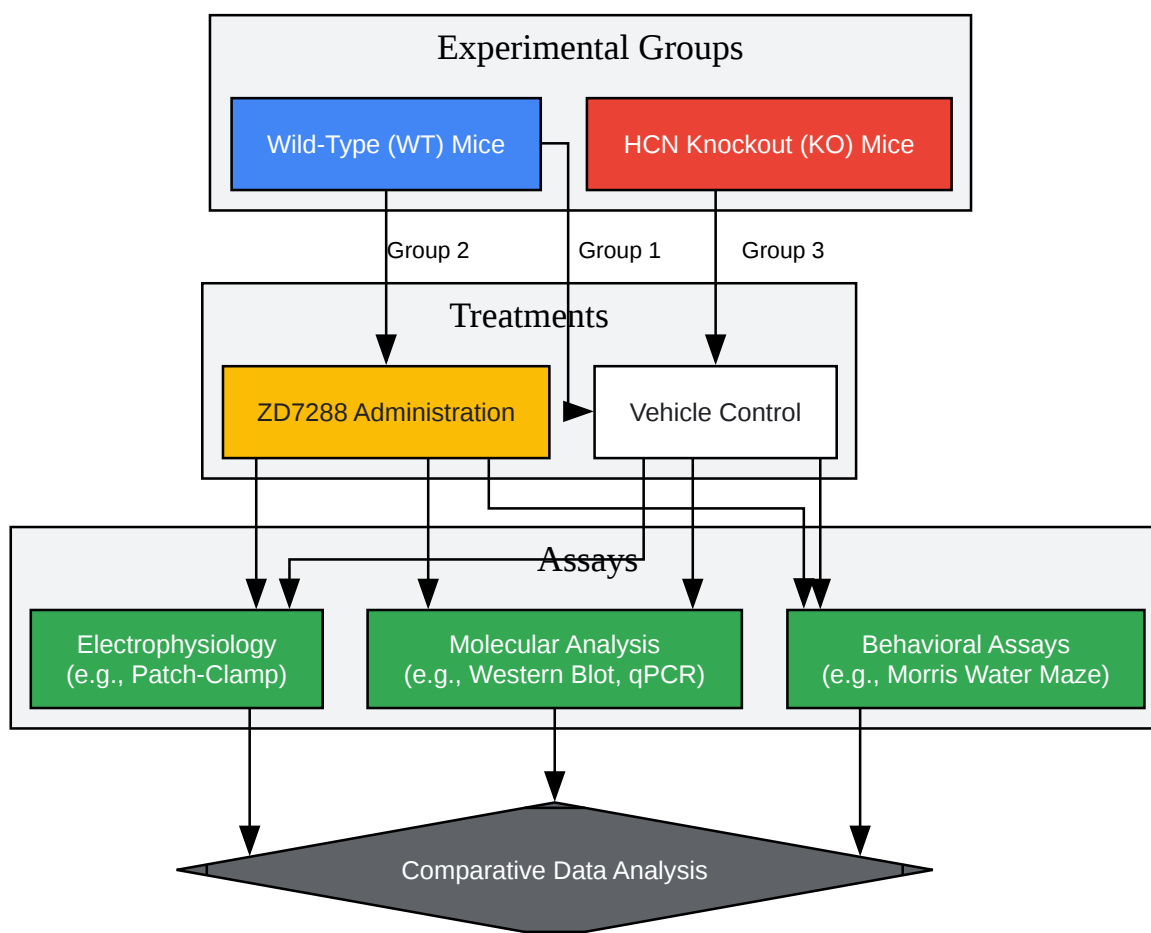 Experimental Groups
Wild-Type (WT) Mice
HCN Knockout (KO) Mice
Group 2
Group 1
Group 3
Treatments
ZD7288 Administration
Vehicle Control
Assays
Electrophysiology
(e.g., Patch-Clamp)
Molecular Analysis
(e.g., Western Blot, qPCR)
Behavioral Assays
(e.g., Morris Water Maze)
Comparative Data Analysis